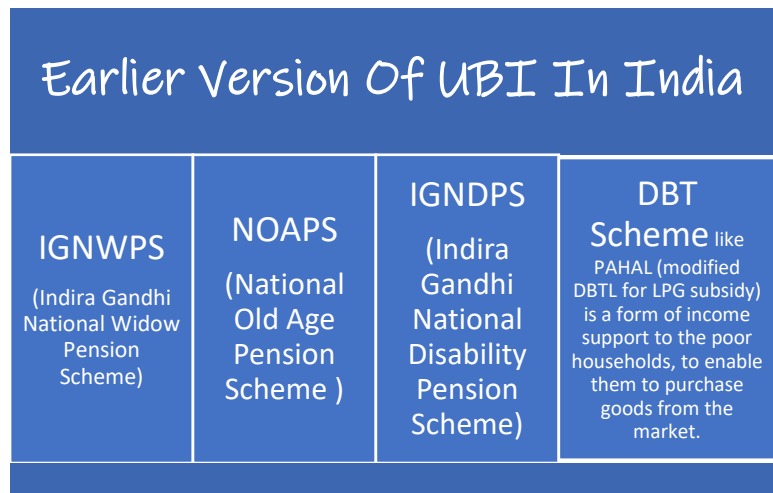 Earlier Version Of UBI In India
IGNWPS
(Indira Gandhi
National Widow
Pension
Scheme)
NOAPS
(National
Old Age
Pension
Scheme )
IGNDPS
(Indira
Gandhi
National
Disability
Pension
Scheme)
DBT
Scheme like
PAHAL (modified
DBTL for LPG subsidy)
is a form of income
support to the poor
households, to enable
them to purchase
goods from the
market.